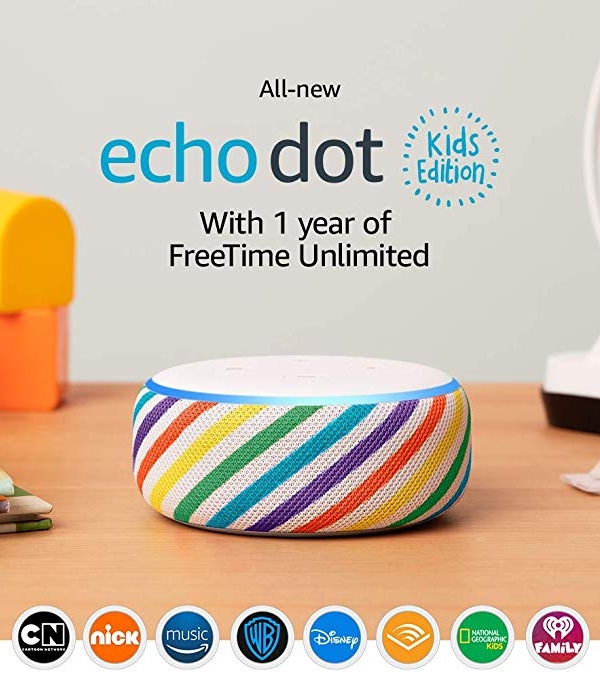 All-new
echo dot
Kids
Edition
With 1 year of
FreeTime Unlimited
CN
CARTOON NETWORK
nick
music
WB
Disney
NATIONAL
GEOGRAPHIC
KIDS
iHeart
FAMILY